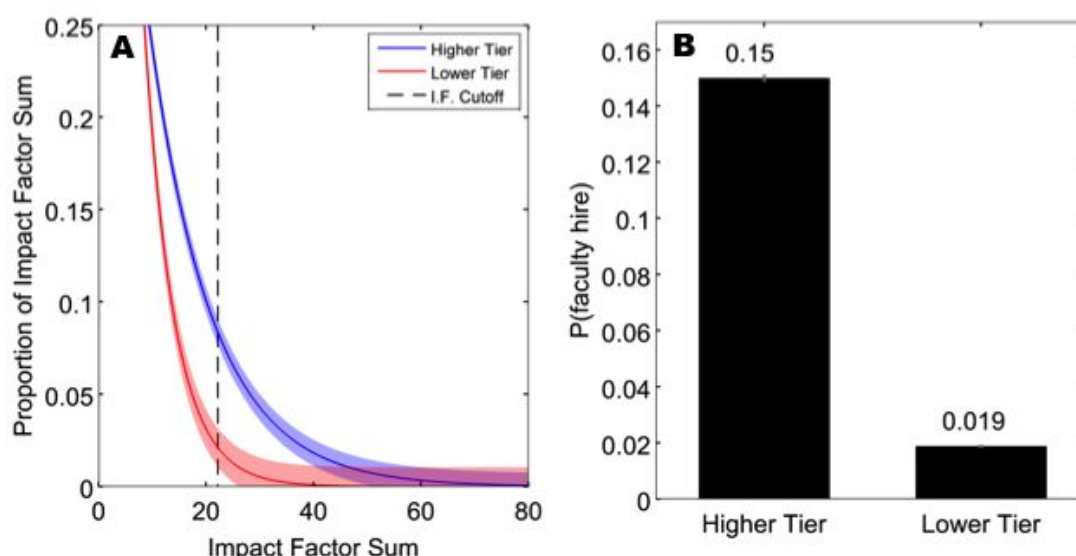 A
Higher Tier
Lower Tier
I.F. Cutoff
Proportion of Impact Factor Sum
0.25
0.2
0.15
0.1
0.05
0
0 20 40 60 80
Impact Factor Sum
B
P(faculty hire)
0.16
0.14
0.12
0.1
0.08
0.06
0.04
0.02
0
0.15
0.019
Higher Tier Lower Tier